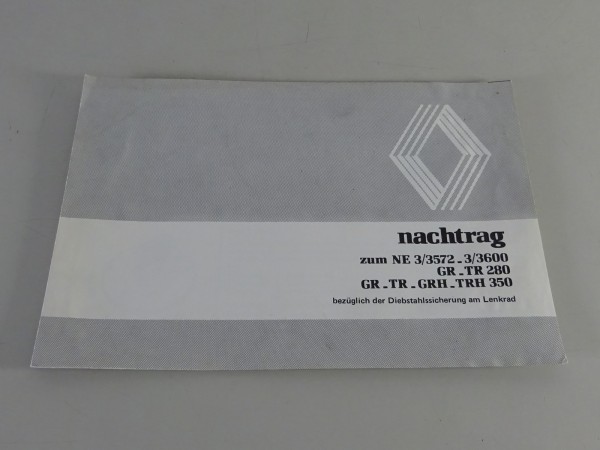 nachtrag
zum NE 3/3572 - 3/3600
GR - TR 280
GR - TR - GRH - TRH 350
bezüglich der Diebstahlssicherung am Lenkrad